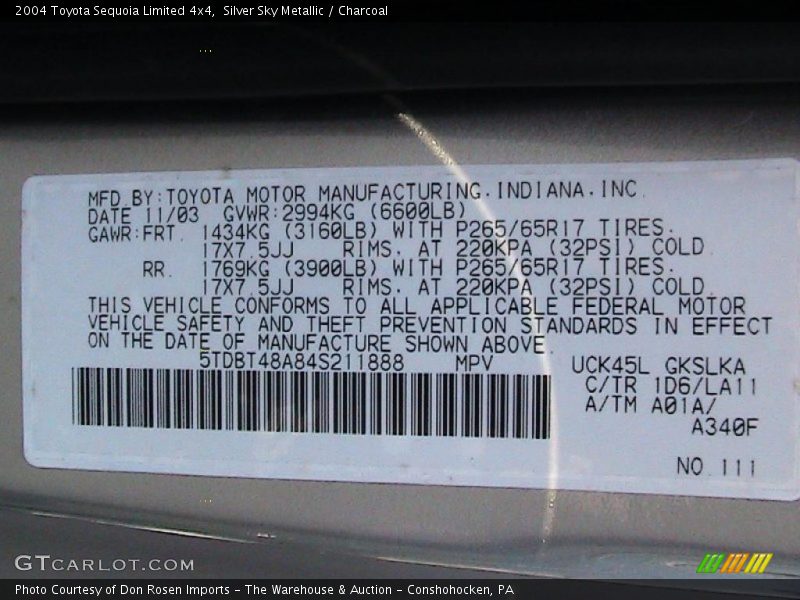 2004 Toyota Sequoia Limited 4x4,  Silver Sky Metallic / Charcoal
MFD.BY:TOYOTA MOTOR MANUFACTURING.INDIANA.INC.
DATE 11/03  GVWR:2994KG (6600LB)
GAWR:FRT.  1434KG (3160LB) WITH P265/65R17 TIRES.
17X7.5JJ  RIMS. AT 220KPA (32PSI) COLD
RR.  1769KG (3900LB) WITH P265/65R17 TIRES.
17X7.5JJ  RIMS. AT 220KPA (32PSI) COLD.
THIS VEHICLE CONFORMS TO ALL APPLICABLE FEDERAL MOTOR
VEHICLE SAFETY AND THEFT PREVENTION STANDARDS IN EFFECT
ON THE DATE OF MANUFACTURE SHOWN ABOVE.
5TDBT48A84S211888  MPV
UCK45L GKSLKA
C/TR 1D6/LA11
A/TM A01A/
A340F
NO. 111
GTCARLOT.COM
Photo Courtesy of Don Rosen Imports - The Warehouse & Auction - Conshohocken, PA